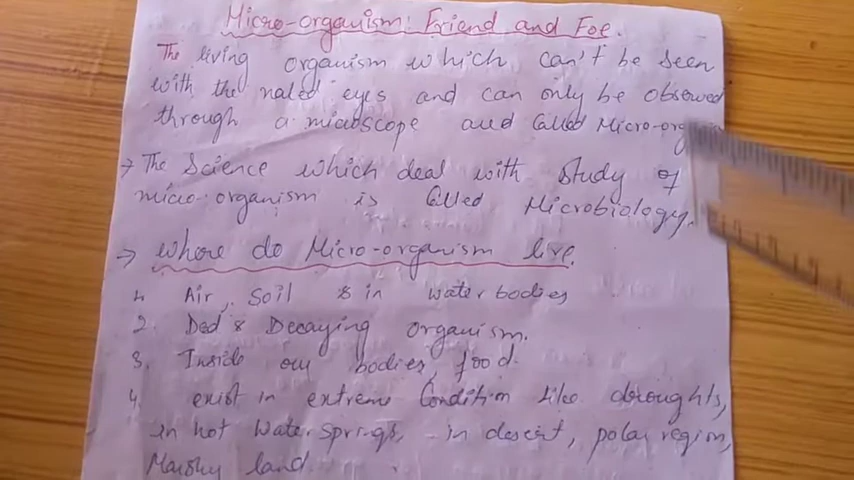 Micro-organism: Friend and Foe.
The living organism which can't be seen
with the naked eyes and can only be observed
through a microscope and Called Micro-
→ The Science which deal with study of
micro-organism is Called Microbiology.
→ Where do Micro-organism live.
1. Air, Soil & in water bodies
2. Ded & Decaying organism.
3. Inside our bodies, food.
4. exist in extreme Condition like droughts,
in hot Water springs, in desert, polar region,
Marshy land.